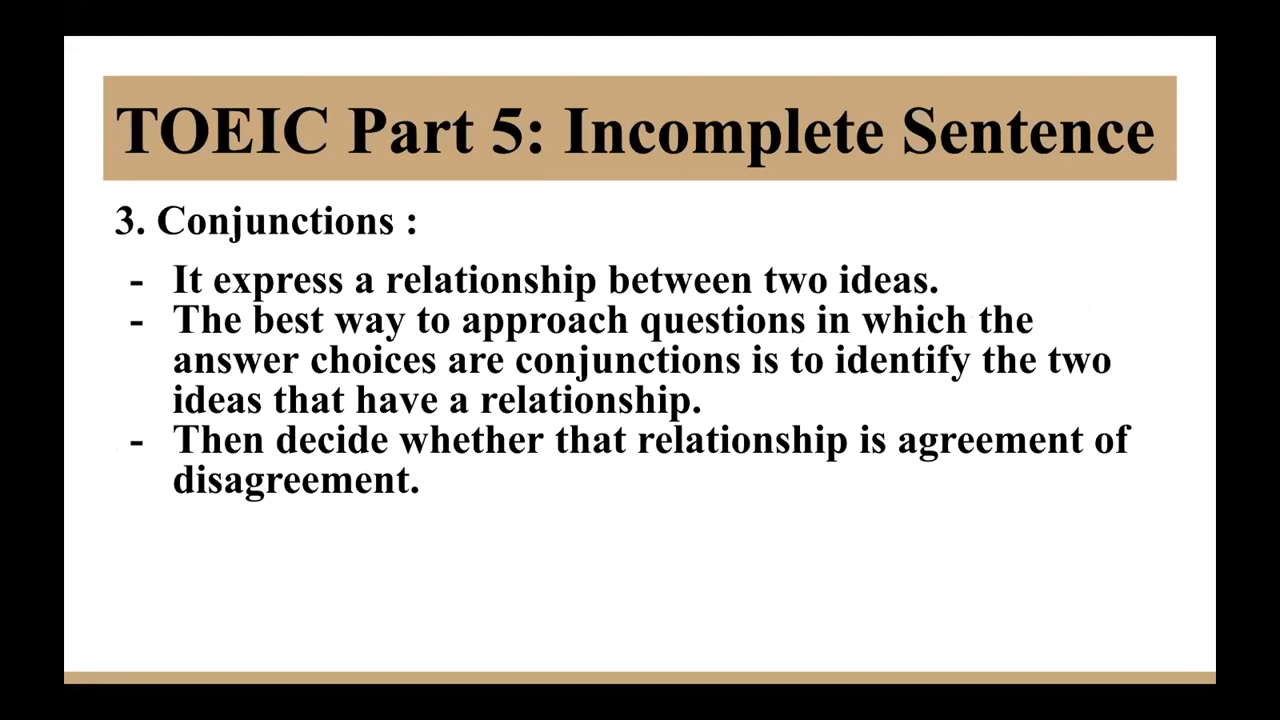 TOEIC Part 5: Incomplete Sentence
3. Conjunctions :
- It express a relationship between two ideas.
- The best way to approach questions in which the
answer choices are conjunctions is to identify the two
ideas that have a relationship.
- Then decide whether that relationship is agreement of
disagreement.